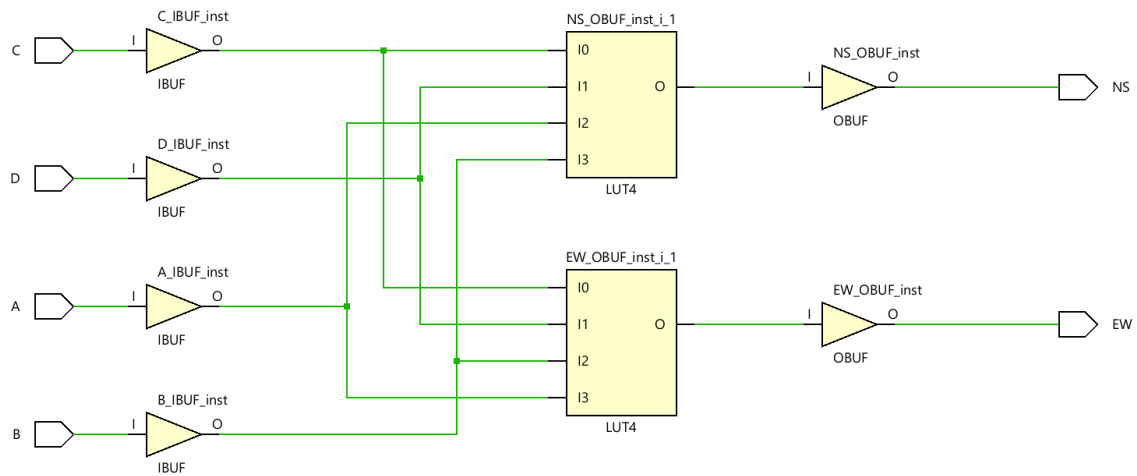 C_IBUF_inst
C
I
O
IBUF
D_IBUF_inst
D
I
O
IBUF
A_IBUF_inst
A
I
O
IBUF
B_IBUF_inst
B
I
O
IBUF
NS_OBUF_inst_i_1
I0
I1
I2
I3
O
LUT4
EW_OBUF_inst_i_1
I0
I1
I2
I3
O
LUT4
NS_OBUF_inst
I
O
OBUF
NS
EW_OBUF_inst
I
O
OBUF
EW